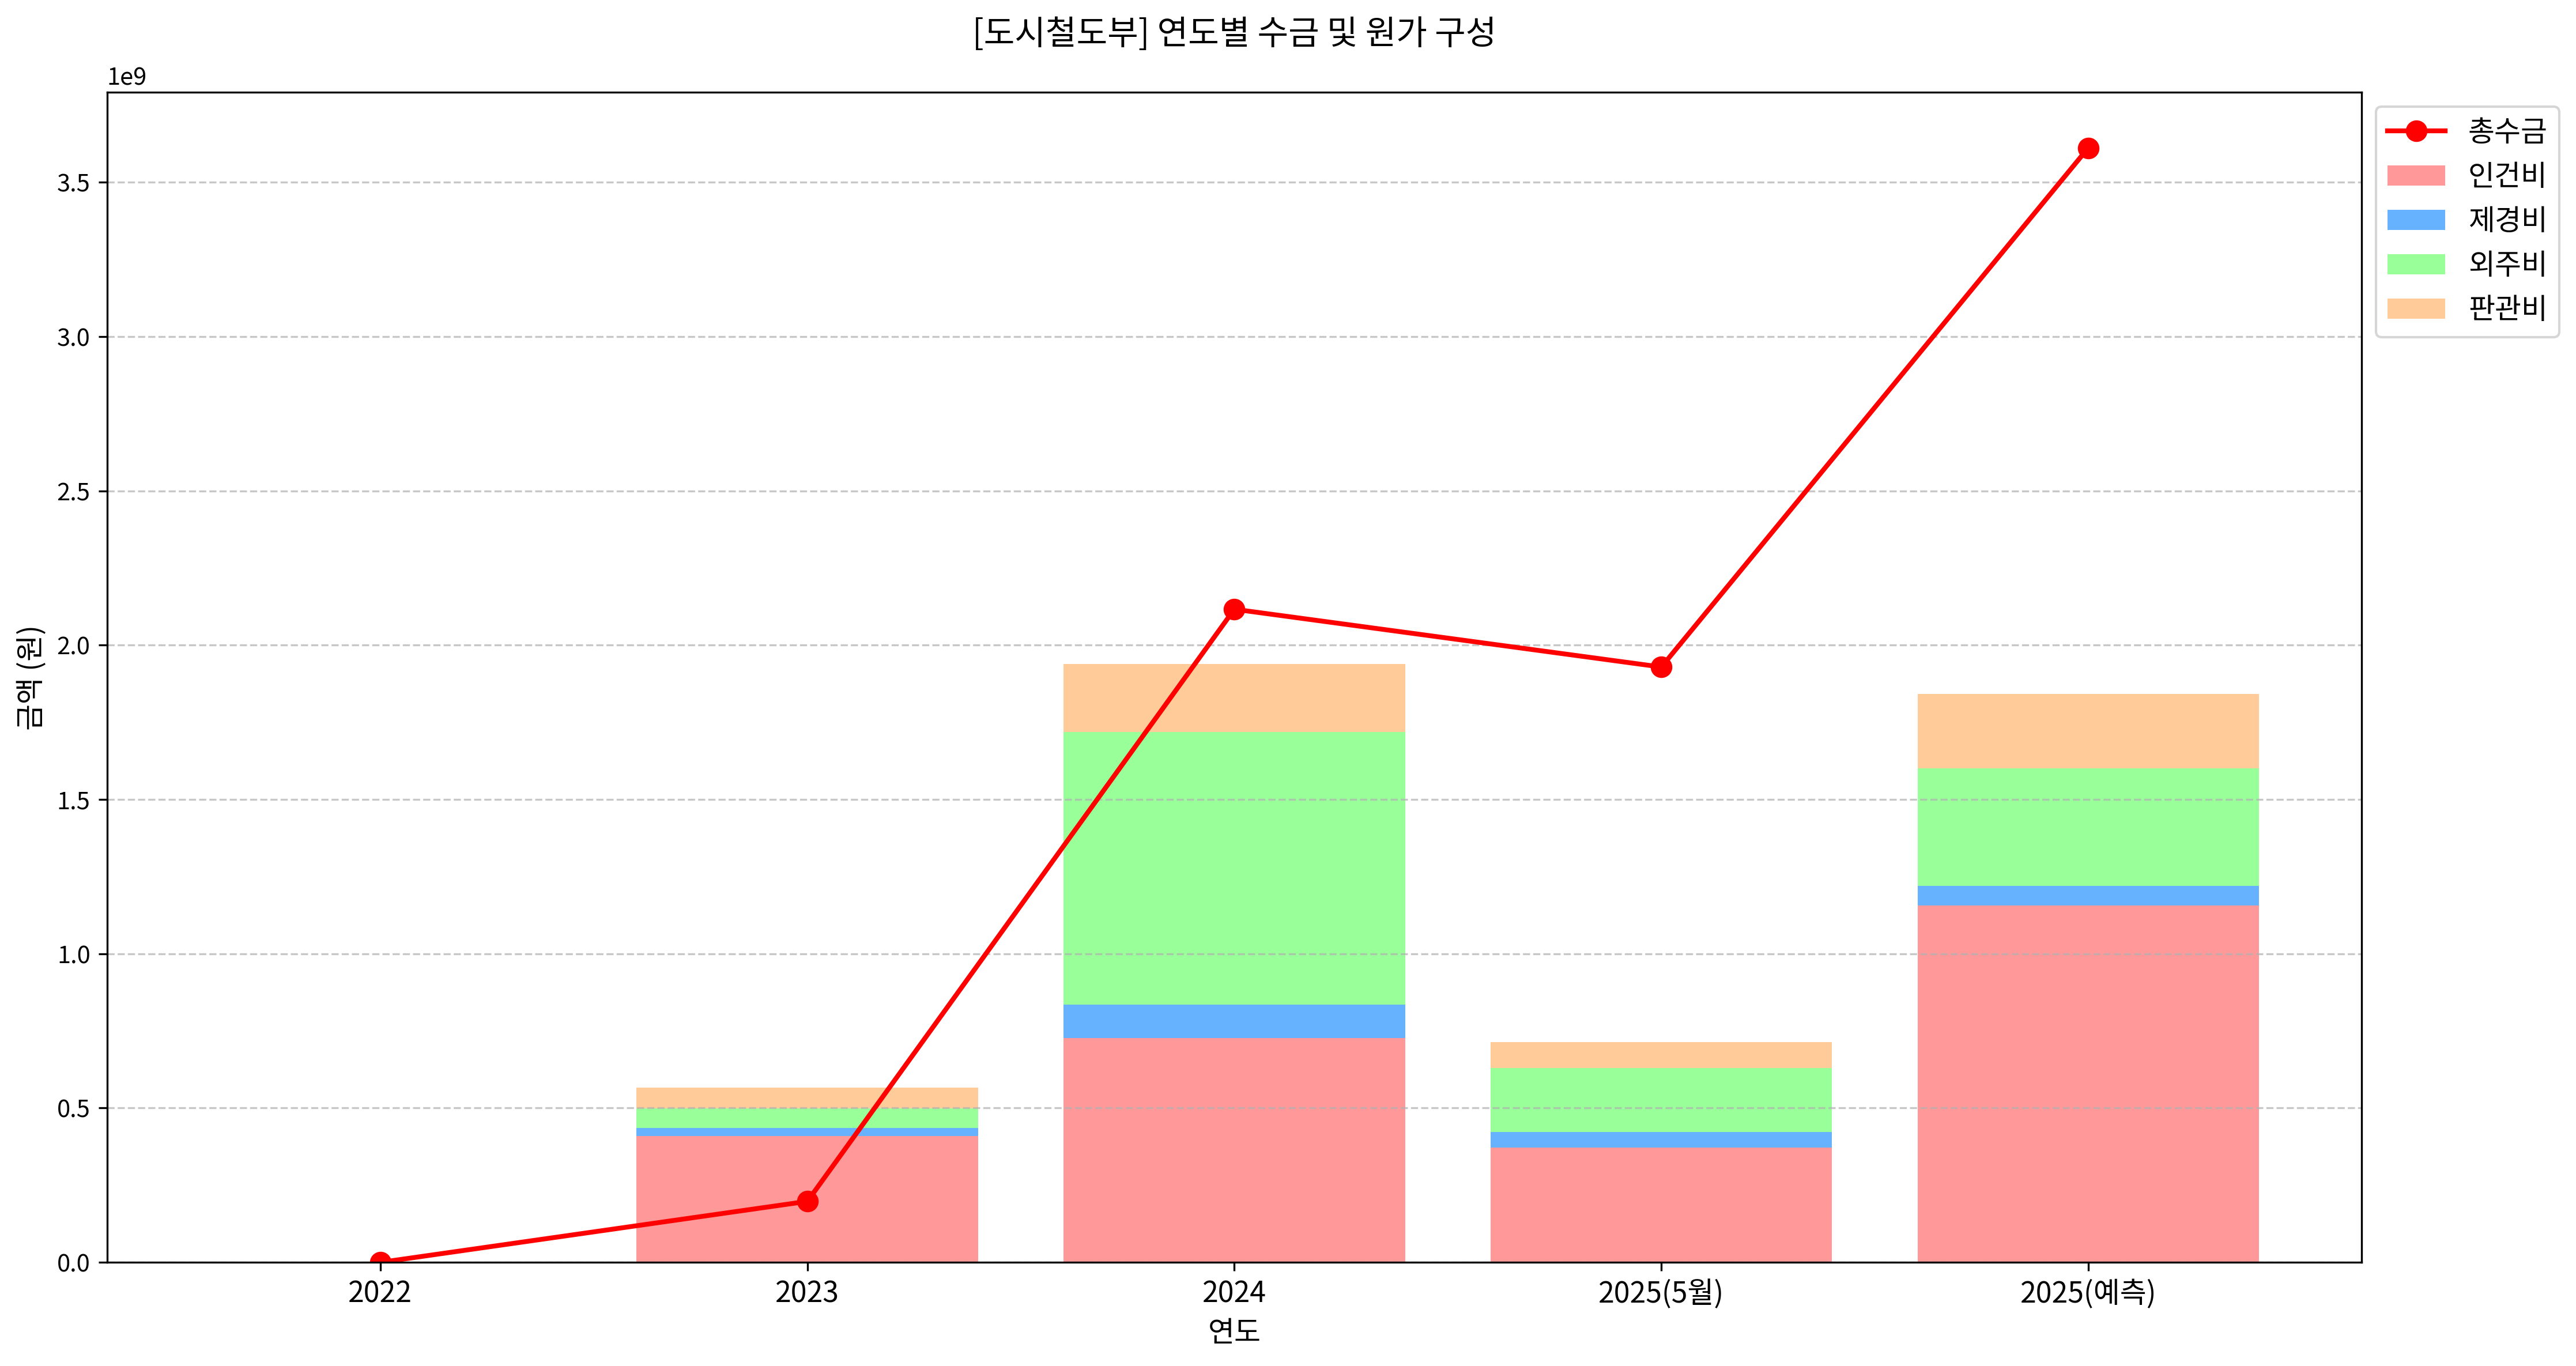 [도시철도부] 연도별 수금 및 원가 구성
1e9
총수금
인건비
제경비
외주비
판관비
3.5
3.0
2.5
2.0
1.5
1.0
0.5
0.0
금액 (원)
2022
2023
2024
2025(5월)
2025(예측)
연도